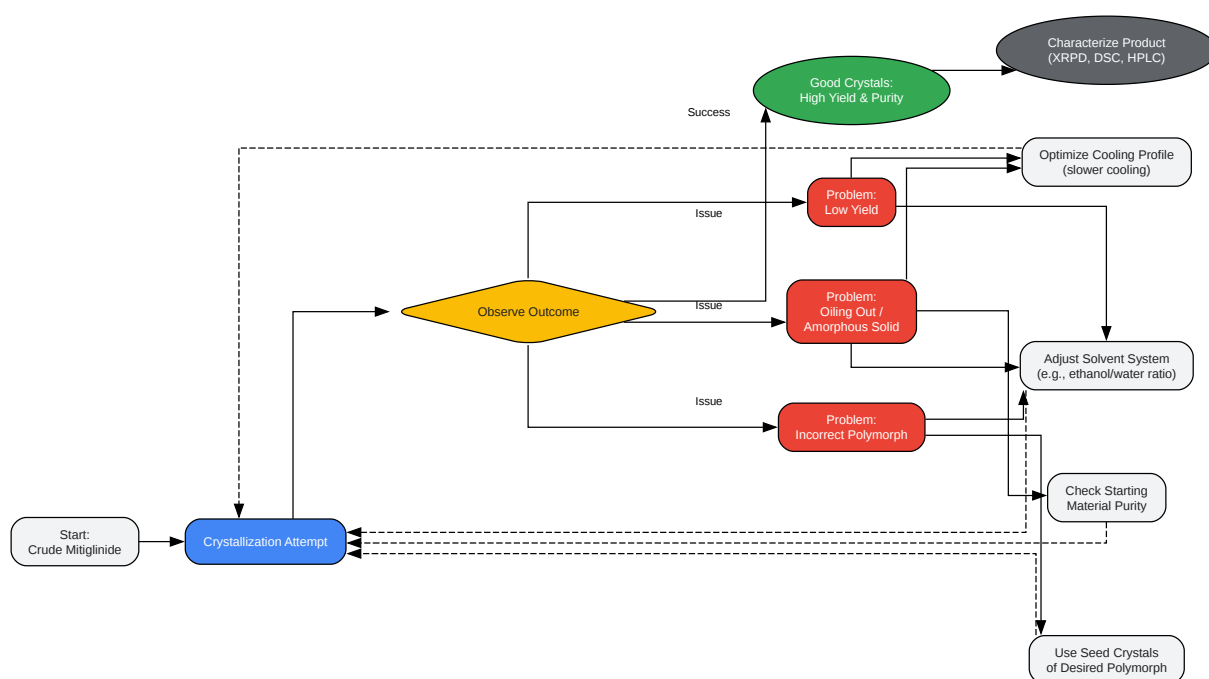 Characterize Product
(XRPD, DSC, HPLC)
Good Crystals:
High Yield & Purity
Success
Optimize Cooling Profile
(slower cooling)
Problem:
Low Yield
Issue
Observe Outcome
Issue
Problem:
Oiling Out /
Amorphous Solid
Adjust Solvent System
(e.g., ethanol/water ratio)
Issue
Problem:
Incorrect Polymorph
Check Starting
Material Purity
Start:
Crude Mitiglinide
Crystallization Attempt
Use Seed Crystals
of Desired Polymorph